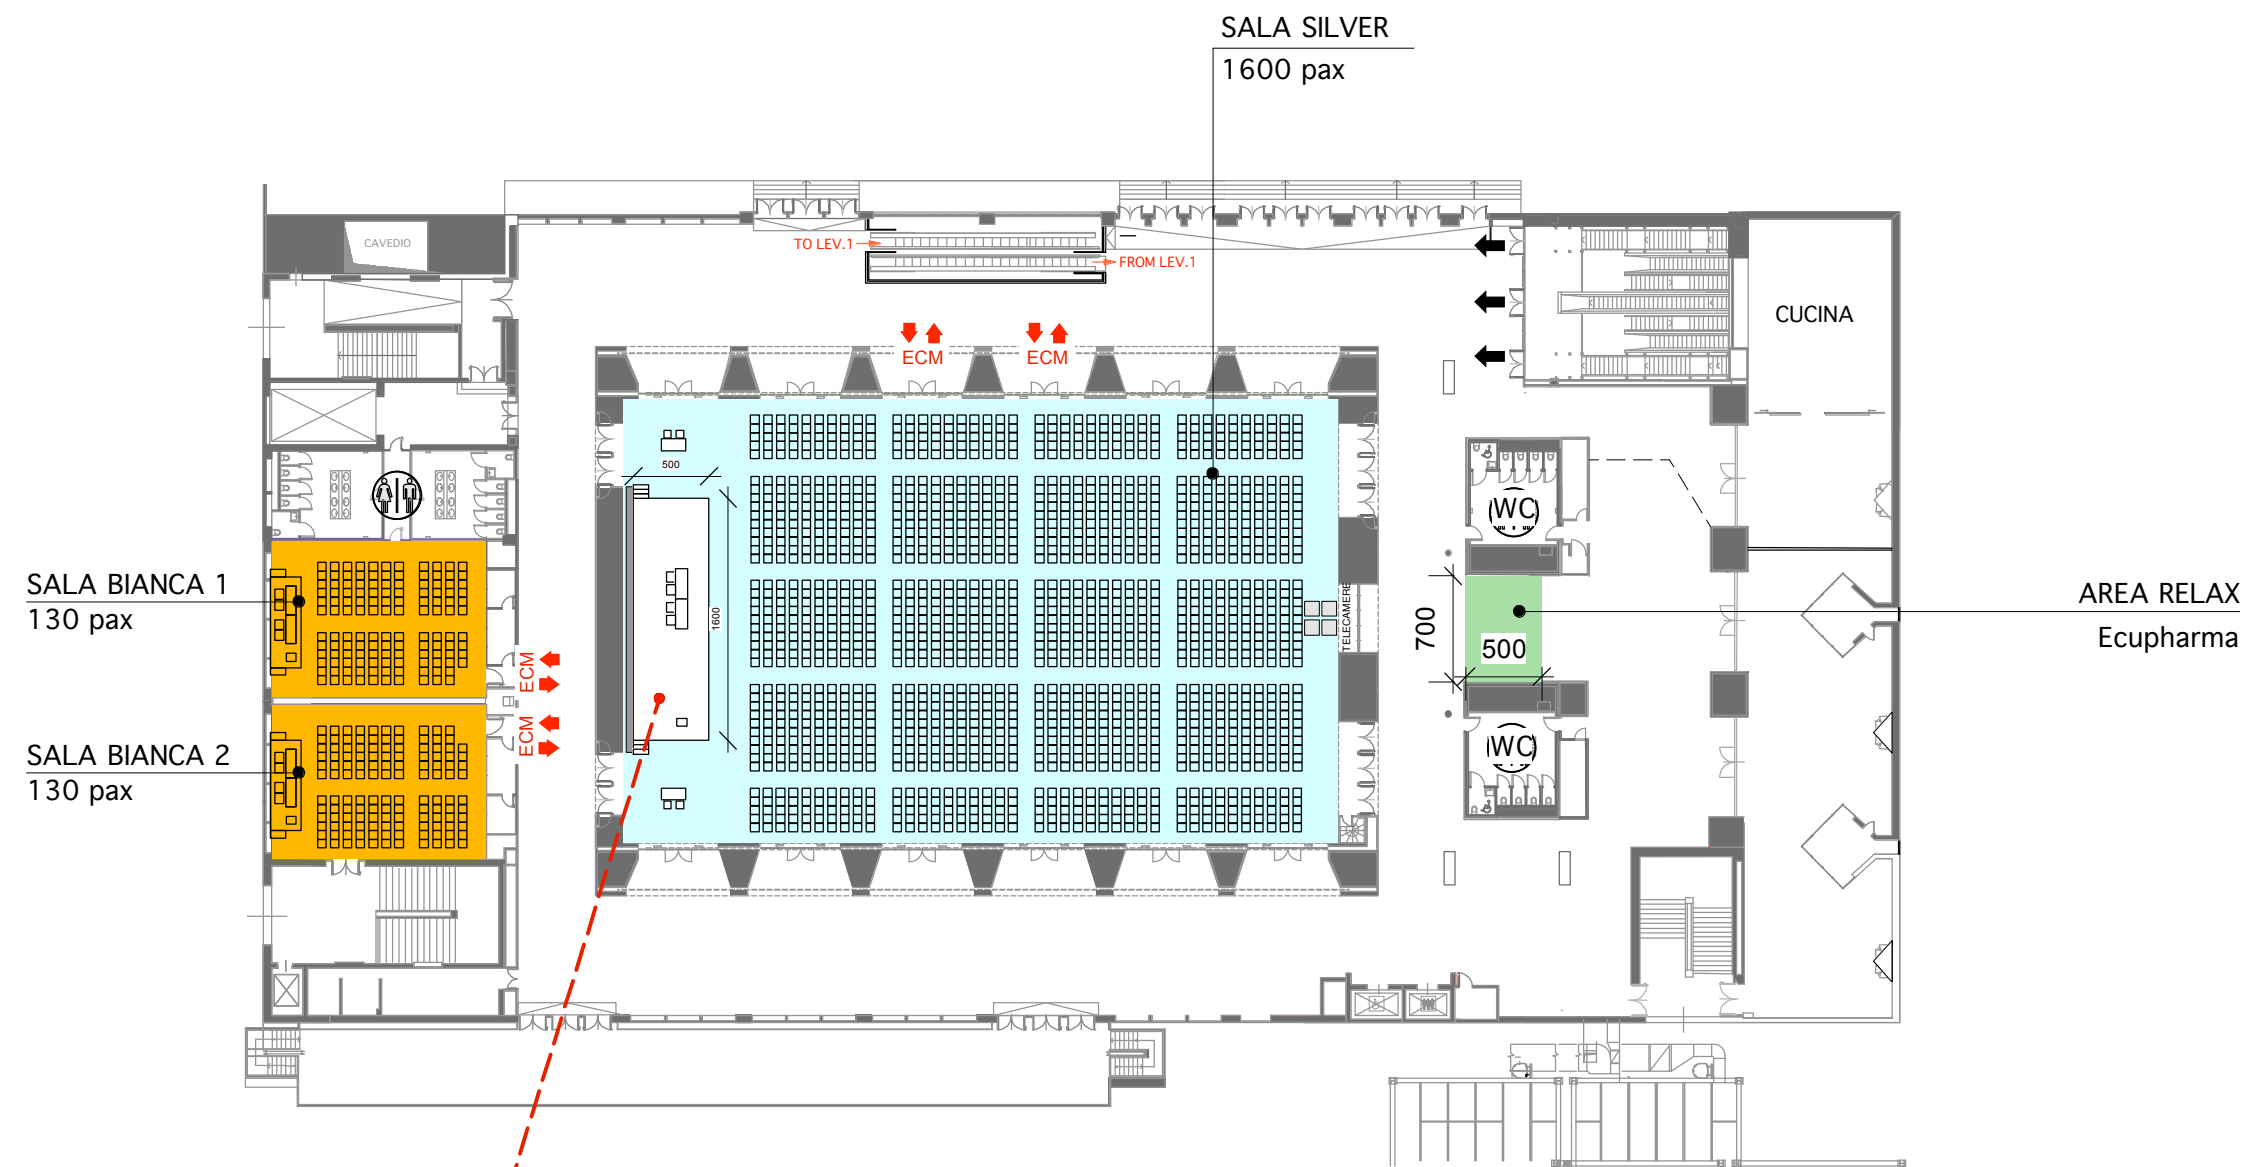 SALA SILVER
1600 pax
CAVEDIO
TO LEV.1
FROM LEV.1
CUCINA
ECM
ECM
500
1600
TELECAMERE
WC
SALA BIANCA 1
130 pax
AREA RELAX
Ecupharma
700
500
ECM
ECM
SALA BIANCA 2
130 pax
WC